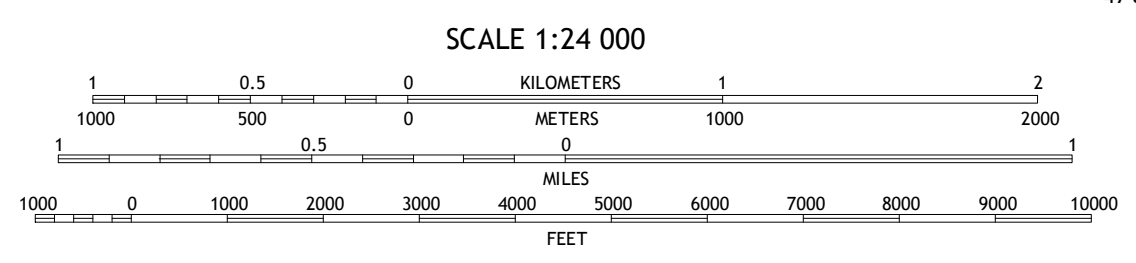 SCALE 1:24 000
1 0.5 0 KILOMETERS 1 2
1000 500 0 METERS 1000 2000
1 0.5 0 1
MILES
1000 0 1000 2000 3000 4000 5000 6000 7000 8000 9000 10000
FEET